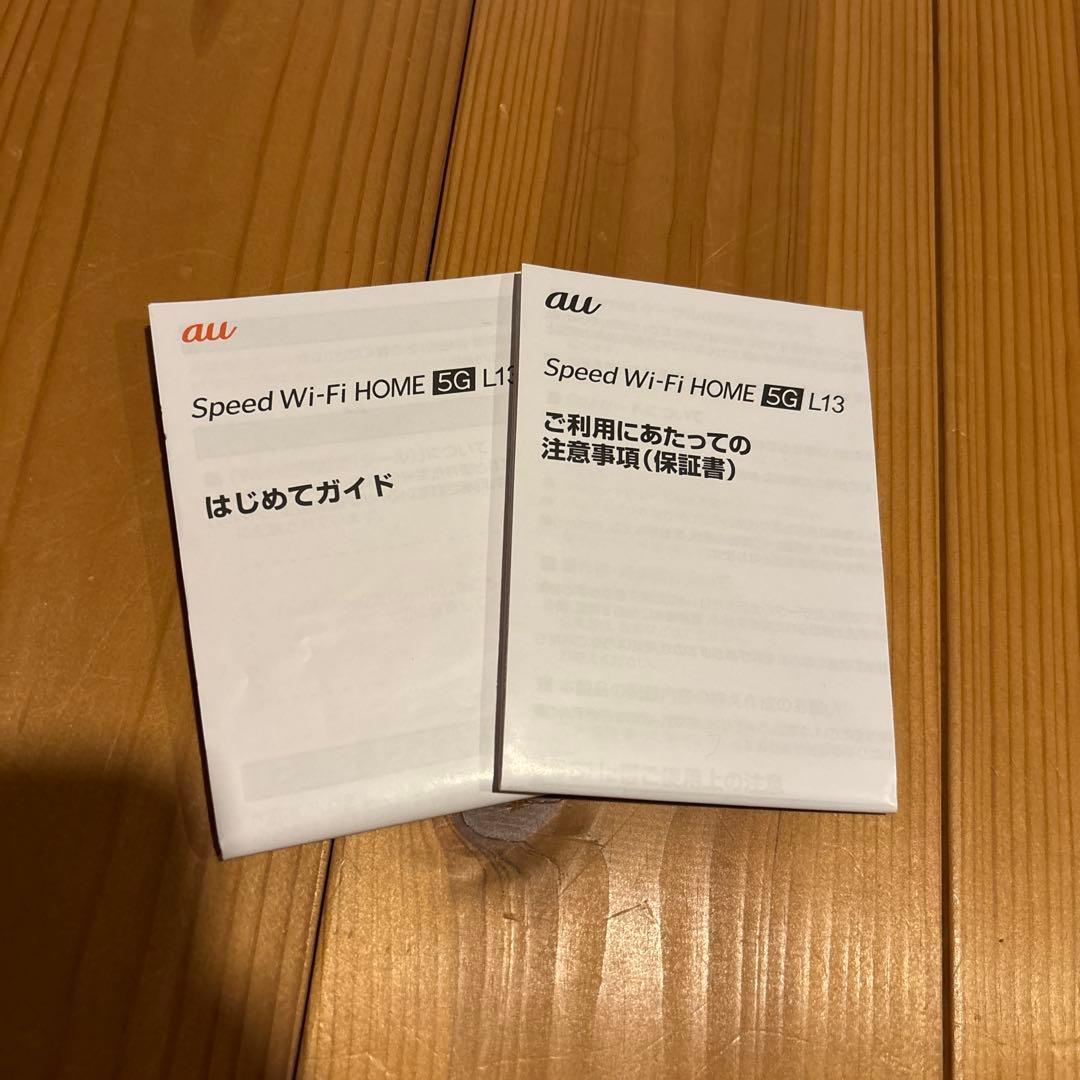 au
Speed Wi-Fi HOME 5G L13
はじめてガイド
au
Speed Wi-Fi HOME 5G L13
ご利用にあたっての
注意事項(保証書)